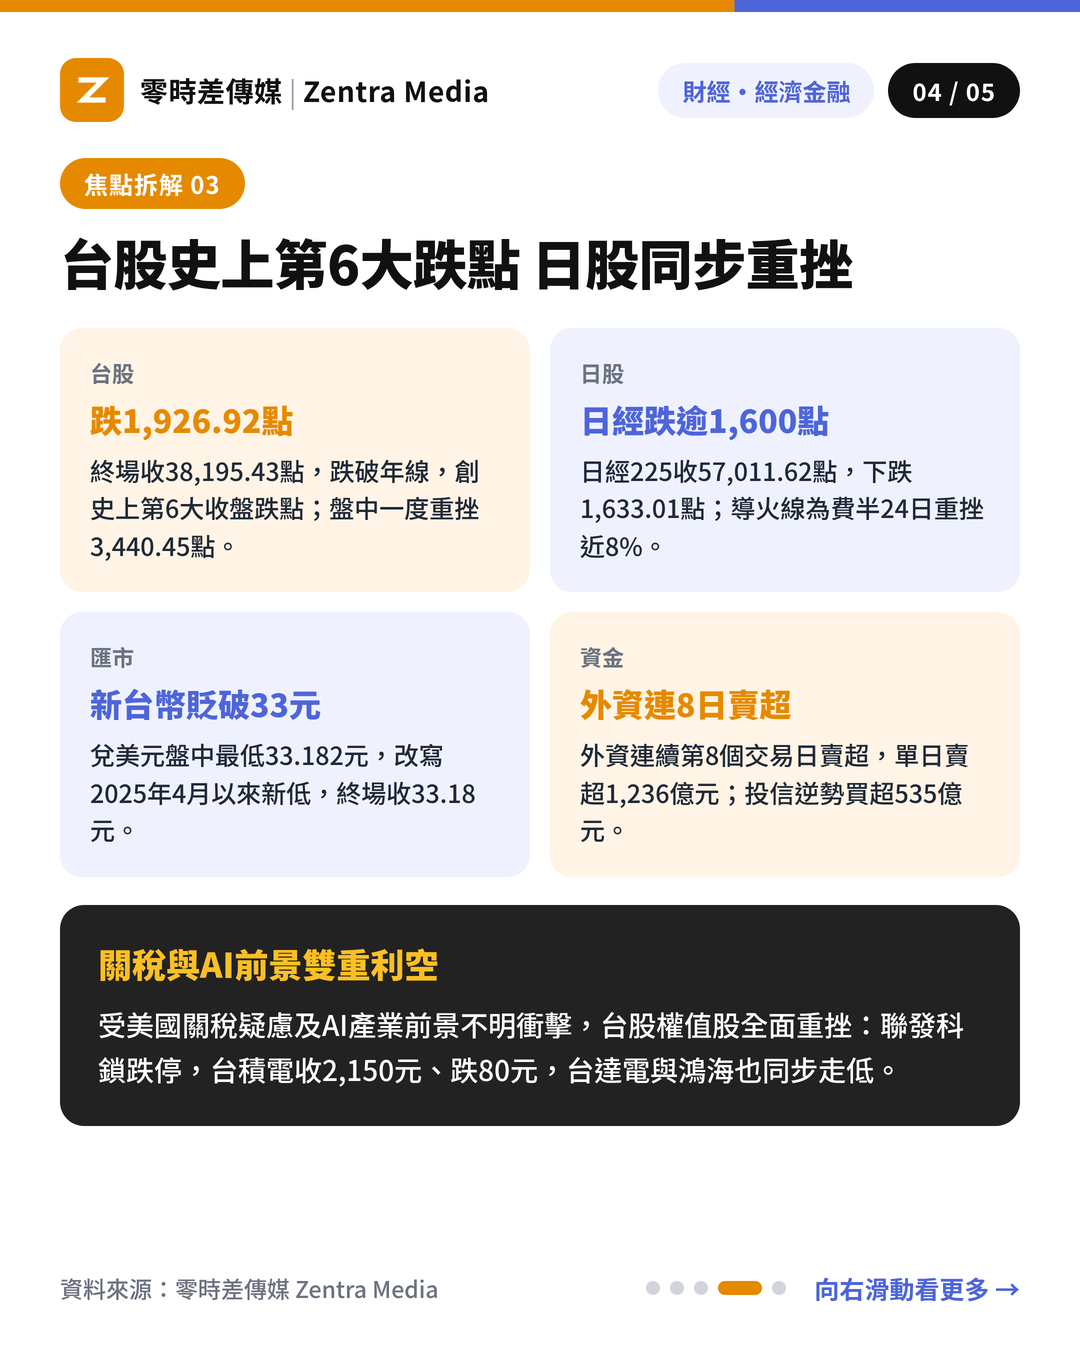 Z
零時差傳媒 | Zentra Media
財經・經濟金融
04 / 05
焦點拆解 03
台股史上第6大跌點 日股同步重挫
台股
跌1,926.92點
終場收38,195.43點，跌破年線，創
史上第6大收盤跌點；盤中一度重挫
3,440.45點。
日股
日經跌逾1,600點
日經225收57,011.62點，下跌
1,633.01點；導火線為費半24日重挫
近8%。
匯市
新台幣貶破33元
兌美元盤中最低33.182元，改寫
2025年4月以來新低，終場收33.18
元。
資金
外資連8日賣超
外資連續第8個交易日賣超，單日賣
超1,236億元；投信逆勢買超535億
元。
關稅與AI前景雙重利空
受美國關稅疑慮及AI產業前景不明衝擊，台股權值股全面重挫：聯發科
鎖跌停，台積電收2,150元、跌80元，台達電與鴻海也同步走低。
資料來源：零時差傳媒 Zentra Media
向右滑動看更多 →